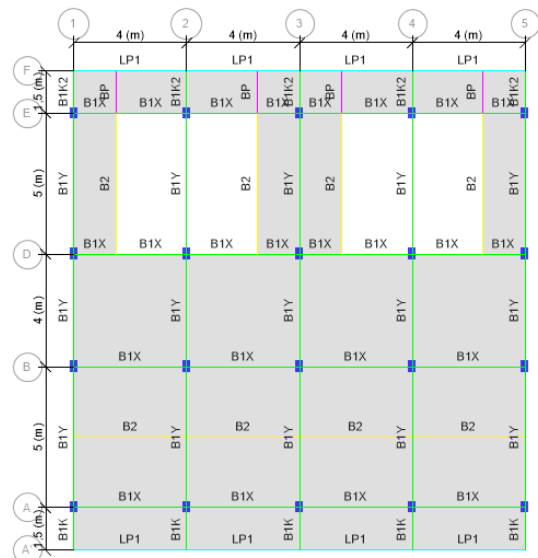 1 2 3 4 5
4 (m) 4 (m) 4 (m) 4 (m)
LP1 LP1 LP1 LP1
F
1.5 (m) B1K2 BP B1K2 BP B1K2 BP B1K2 BP B1K2
B1X B1X B1X B1X B1X B1X B1X B1X
E
5 (m) B1Y B2 B1Y B2 B1Y B2 B1Y B2 B1Y
B1X B1X B1X B1X B1X B1X B1X B1X
D
4 (m) B1Y B1Y B1Y B1Y B1Y
B1X B1X B1X B1X
B
5 (m) B1Y B2 B1Y B2 B1Y B2 B1Y B2 B1Y
B1X B1X B1X B1X
A
1.5 (m) B1K B1K B1K B1K B1K
LP1 LP1 LP1 LP1
A'